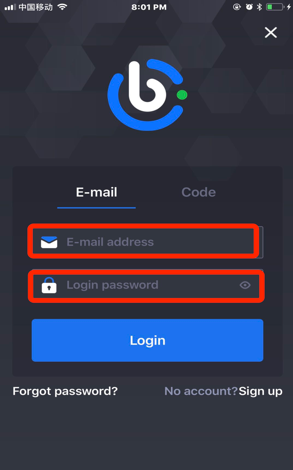 中国移动 8:01 PM
E-mail Code
E-mail address
Login password
Login
Forgot password? No account?Sign up